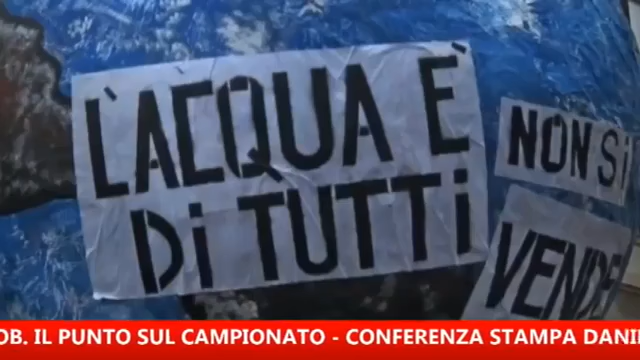 L'ACQUA È
Di TUTTi
NON Si
VENDE
OB. IL PUNTO SUL CAMPIONATO - CONFERENZA STAMPA DANI